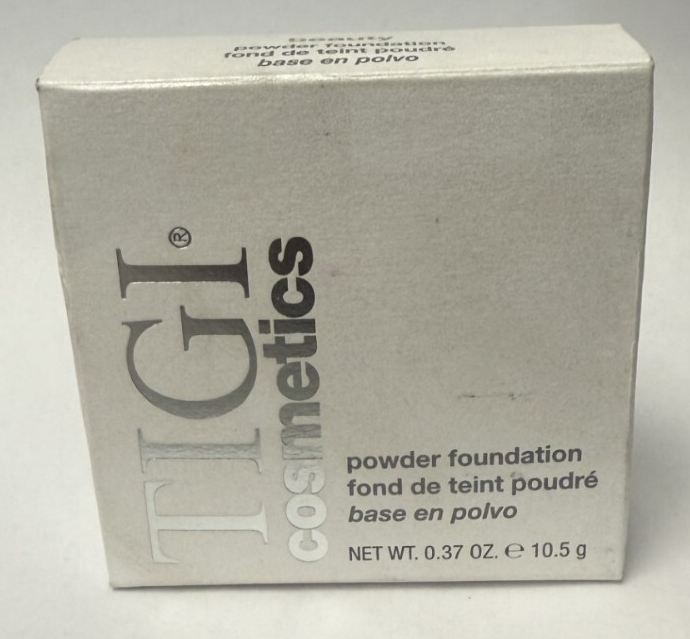 beauty
powder foundation
fond de teint poudré
base en polvo
TIGI®
cosmetics
powder foundation
fond de teint poudré
base en polvo
NET WT. 0.37 OZ. ℮ 10.5 g